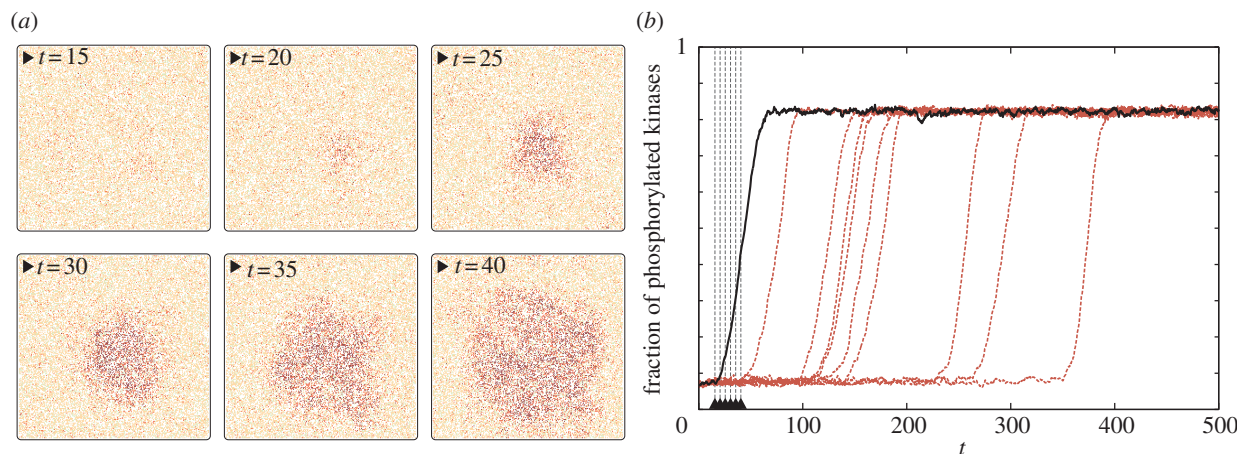 (a)
t=15
t=20
t=25
t=30
t=35
t=40
(b)
fraction of phosphorylated kinases
1
0
100
200
300
400
500
t